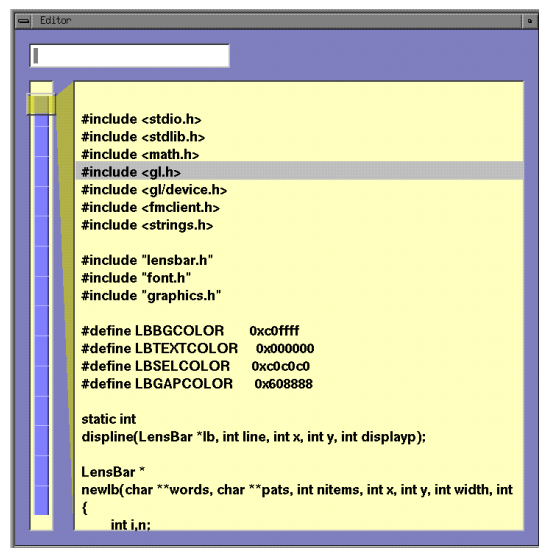 Editor
#include <stdio.h>
#include <stdlib.h>
#include <math.h>
#include <gl.h>
#include <gl/device.h>
#include <fmclient.h>
#include <strings.h>
#include "lensbar.h"
#include "font.h"
#include "graphics.h"
#define LBBGCOLOR 0xc0ffff
#define LBTEXTCOLOR 0x000000
#define LBSELCOLOR 0xc0c0c0
#define LBGAPCOLOR 0x608888
static int
displine(LensBar *lb, int line, int x, int y, int displayp);
LensBar *
newlb(char **words, char **pats, int nitems, int x, int y, int width, int
{
int i,n;